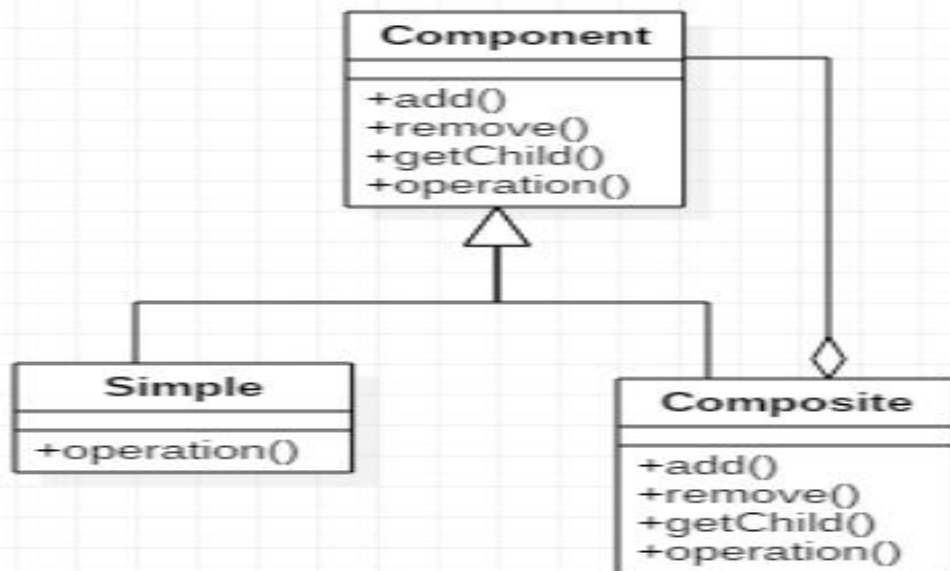 Component
+add()
+remove()
+getChild()
+operation()
Simple
+operation()
Composite
+add()
+remove()
+getChild()
+operation()